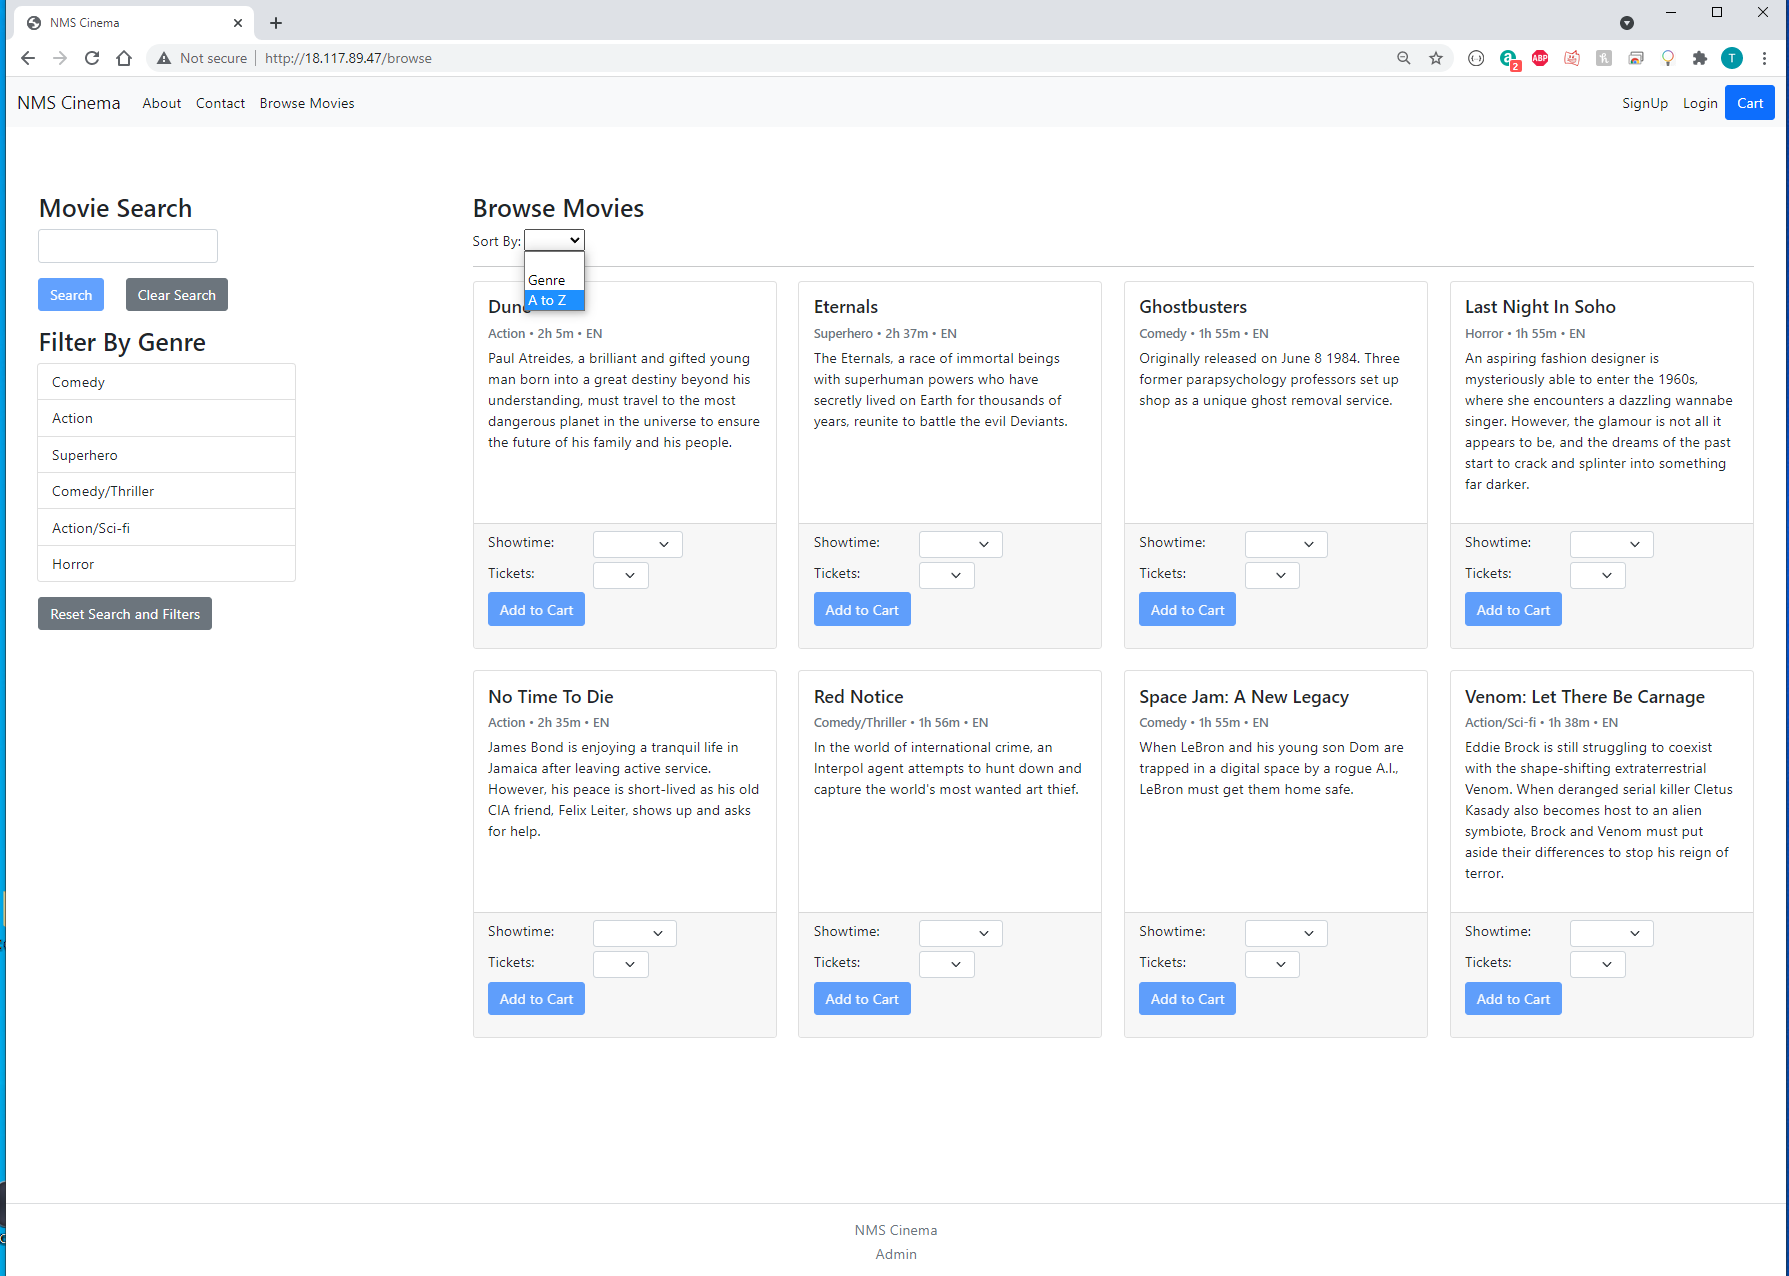 NMS Cinema
Not secure
http://18.117.89.47/browse
2
ABP
T
NMS Cinema
About
Contact
Browse Movies
SignUp
Login
Cart
Movie Search
Search
Clear Search
Filter By Genre
Comedy
Action
Superhero
Comedy/Thriller
Action/Sci-fi
Horror
Reset Search and Filters
Browse Movies
Sort By:
Genre
A to Z
Dune
Action • 2h 5m • EN
Paul Atreides, a brilliant and gifted young
man born into a great destiny beyond his
understanding, must travel to the most
dangerous planet in the universe to ensure
the future of his family and his people.
Showtime:
Tickets:
Add to Cart
Eternals
Superhero • 2h 37m • EN
The Eternals, a race of immortal beings
with superhuman powers who have
secretly lived on Earth for thousands of
years, reunite to battle the evil Deviants.
Showtime:
Tickets:
Add to Cart
Ghostbusters
Comedy • 1h 55m • EN
Originally released on June 8 1984. Three
former parapsychology professors set up
shop as a unique ghost removal service.
Showtime:
Tickets:
Add to Cart
Last Night In Soho
Horror • 1h 55m • EN
An aspiring fashion designer is
mysteriously able to enter the 1960s,
where she encounters a dazzling wannabe
singer. However, the glamour is not all it
appears to be, and the dreams of the past
start to crack and splinter into something
far darker.
Showtime:
Tickets:
Add to Cart
No Time To Die
Action • 2h 35m • EN
James Bond is enjoying a tranquil life in
Jamaica after leaving active service.
However, his peace is short-lived as his old
CIA friend, Felix Leiter, shows up and asks
for help.
Showtime:
Tickets:
Add to Cart
Red Notice
Comedy/Thriller • 1h 56m • EN
In the world of international crime, an
Interpol agent attempts to hunt down and
capture the world's most wanted art thief.
Showtime:
Tickets:
Add to Cart
Space Jam: A New Legacy
Comedy • 1h 55m • EN
When LeBron and his young son Dom are
trapped in a digital space by a rogue A.I.,
LeBron must get them home safe.
Showtime:
Tickets:
Add to Cart
Venom: Let There Be Carnage
Action/Sci-fi • 1h 38m • EN
Eddie Brock is still struggling to coexist
with the shape-shifting extraterrestrial
Venom. When deranged serial killer Cletus
Kasady also becomes host to an alien
symbiote, Brock and Venom must put
aside their differences to stop his reign of
terror.
Showtime:
Tickets:
Add to Cart
NMS Cinema
Admin